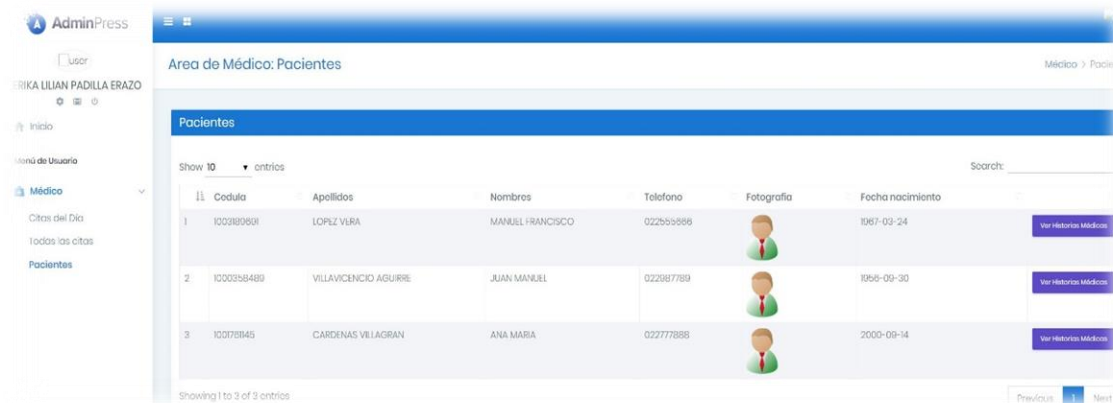 AdminPress
user
ERIKA LILIAN PADILLA ERAZO
Inicio
Menú de Usuario
Médico
Citas del Día
Todas las citas
Pacientes
Area de Médico: Pacientes
Médico > Pacie
Pacientes
Show 10 entries
Search:
Cedula Apellidos Nombres Telefono Fotografía Fecha nacimiento
1 1003189691 LOPEZ VERA MANUEL FRANCISCO 022555666 1967-03-24 Ver Historias Médicas
2 1000358489 VILLAVICENCIO AGUIRRE JUAN MANUEL 022987789 1956-09-30 Ver Historias Médicas
3 1001761145 CARDENAS VILLAGRAN ANA MARIA 022777888 2000-09-14 Ver Historias Médicas
Showing 1 to 3 of 3 entries
Previous 1 Next